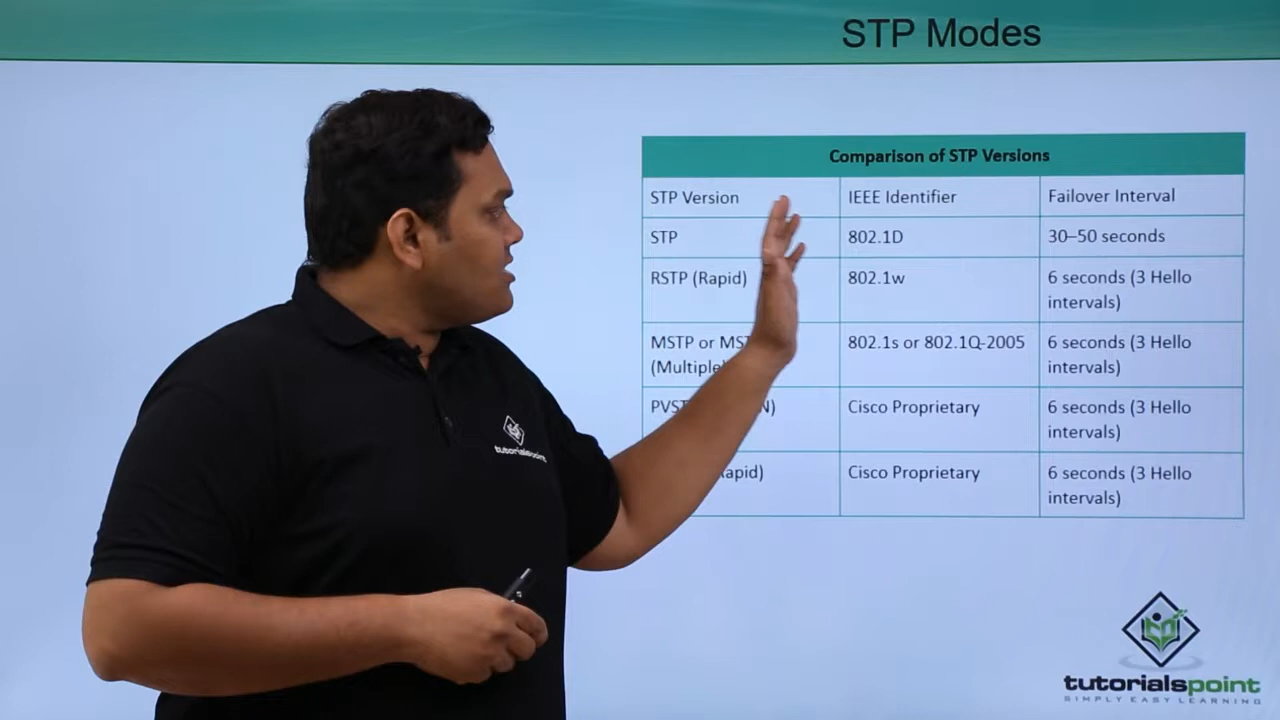 STP Modes
Comparison of STP Versions
STP Version IEEE Identifier Failover Interval
STP 802.1D 30–50 seconds
RSTP (Rapid) 802.1w 6 seconds (3 Hello
intervals)
MSTP or 802.1s or 802.1Q-2005 6 seconds (3 Hello
(Multiple intervals)
Cisco Proprietary 6 seconds (3 Hello
intervals)
Cisco Proprietary 6 seconds (3 Hello
intervals)
tutorialspoint
tutorialspoint
SIMPLY EASY LEARNING